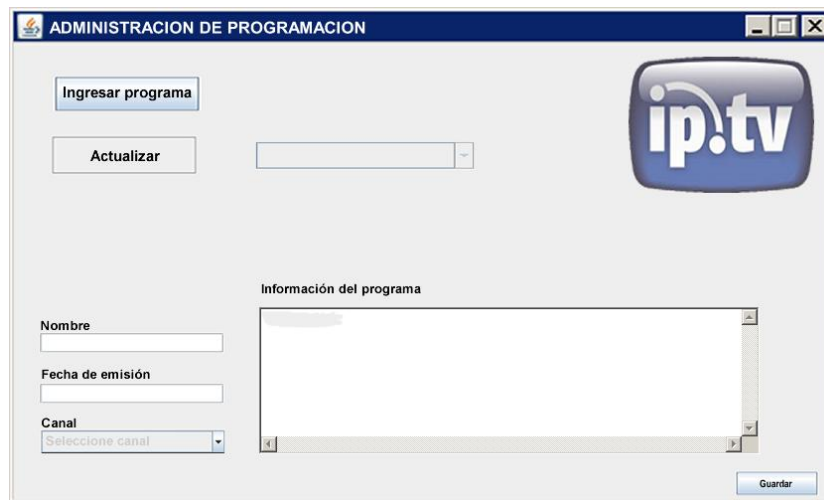 ADMINISTRACION DE PROGRAMACION
Ingresar programa
ip.tv
Actualizar
Información del programa
Nombre
Fecha de emisión
Canal
Seleccione canal
Guardar